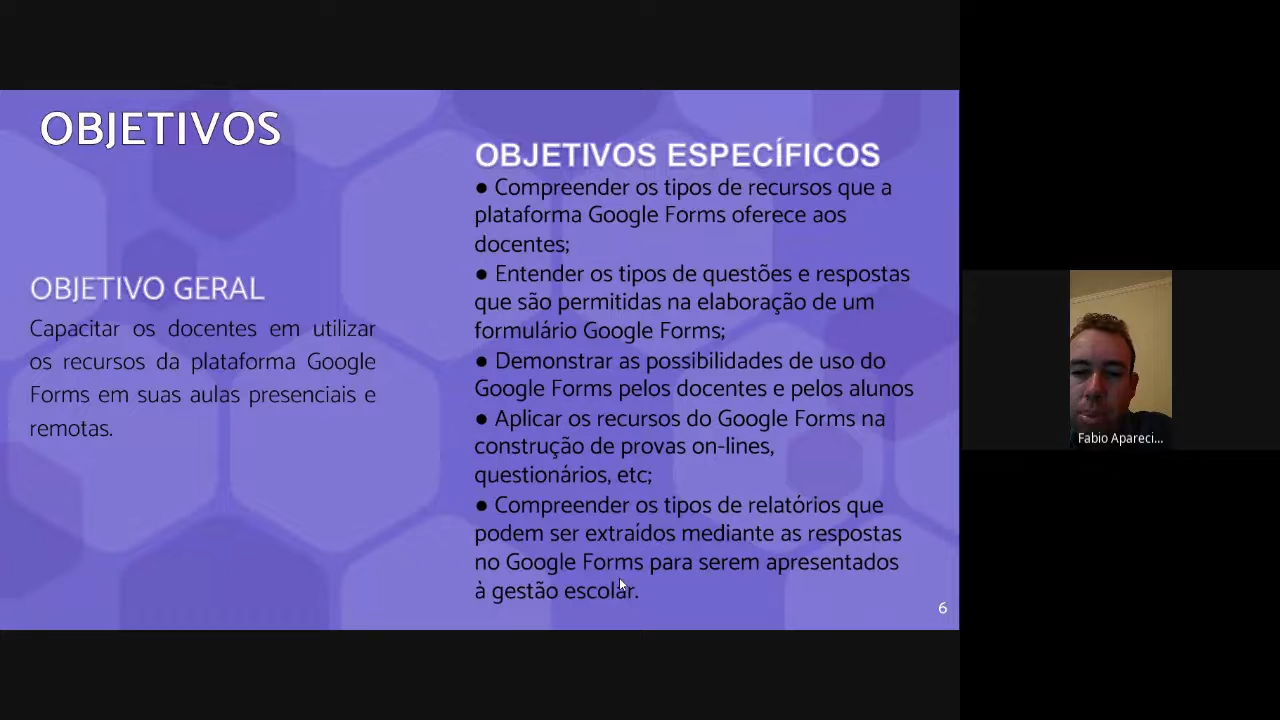 OBJETIVOS
OBJETIVO GERAL
Capacitar os docentes em utilizar
os recursos da plataforma Google
Forms em suas aulas presenciais e
remotas.
OBJETIVOS ESPECÍFICOS
● Compreender os tipos de recursos que a
plataforma Google Forms oferece aos
docentes;
● Entender os tipos de questões e respostas
que são permitidas na elaboração de um
formulário Google Forms;
● Demonstrar as possibilidades de uso do
Google Forms pelos docentes e pelos alunos
● Aplicar os recursos do Google Forms na
construção de provas on-lines,
questionários, etc;
● Compreender os tipos de relatórios que
podem ser extraídos mediante as respostas
no Google Forms para serem apresentados
à gestão escolar.
6
Fabio Apareci...